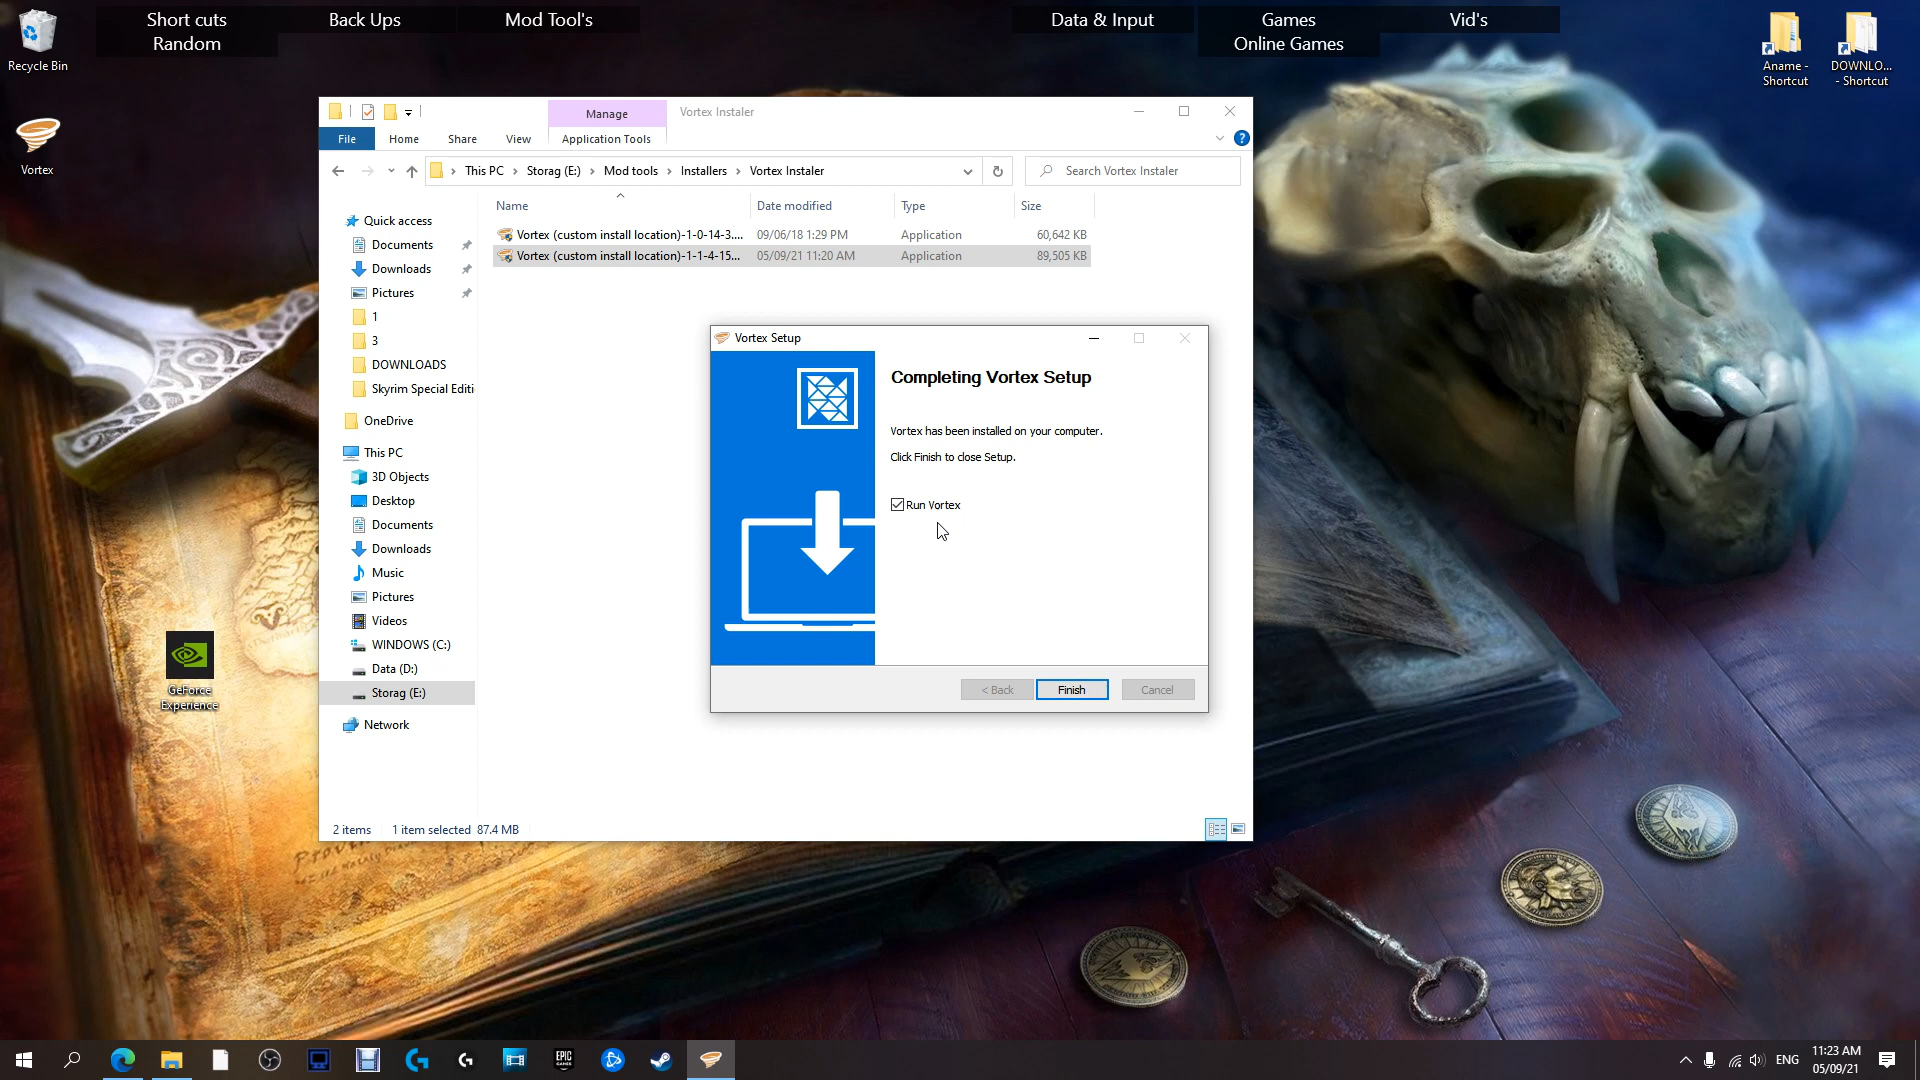 Short cuts
Random
Back Ups
Mod Tool's
Data & Input
Games
Online Games
Vid's
Recycle Bin
Aname -
Shortcut
DOWNLO...
- Shortcut
Vortex
GeForce
Experience
Manage
Vortex Instaler
File
Home
Share
View
Application Tools
This PC
Storag (E:)
Mod tools
Installers
Vortex Instaler
Search Vortex Instaler
Name
Date modified
Type
Size
Vortex (custom install location)-1-0-14-3....
09/06/18 1:29 PM
Application
60,642 KB
Vortex (custom install location)-1-1-4-15...
05/09/21 11:20 AM
Application
89,505 KB
Quick access
Documents
Downloads
Pictures
1
3
DOWNLOADS
Skyrim Special Editi
OneDrive
This PC
3D Objects
Desktop
Documents
Downloads
Music
Pictures
Videos
WINDOWS (C:)
Data (D:)
Storag (E:)
Network
2 items
1 item selected 87.4 MB
Vortex Setup
Completing Vortex Setup
Vortex has been installed on your computer.
Click Finish to close Setup.
Run Vortex
< Back
Finish
Cancel
EPIC
GAMES
ENG
11:23 AM
05/09/21